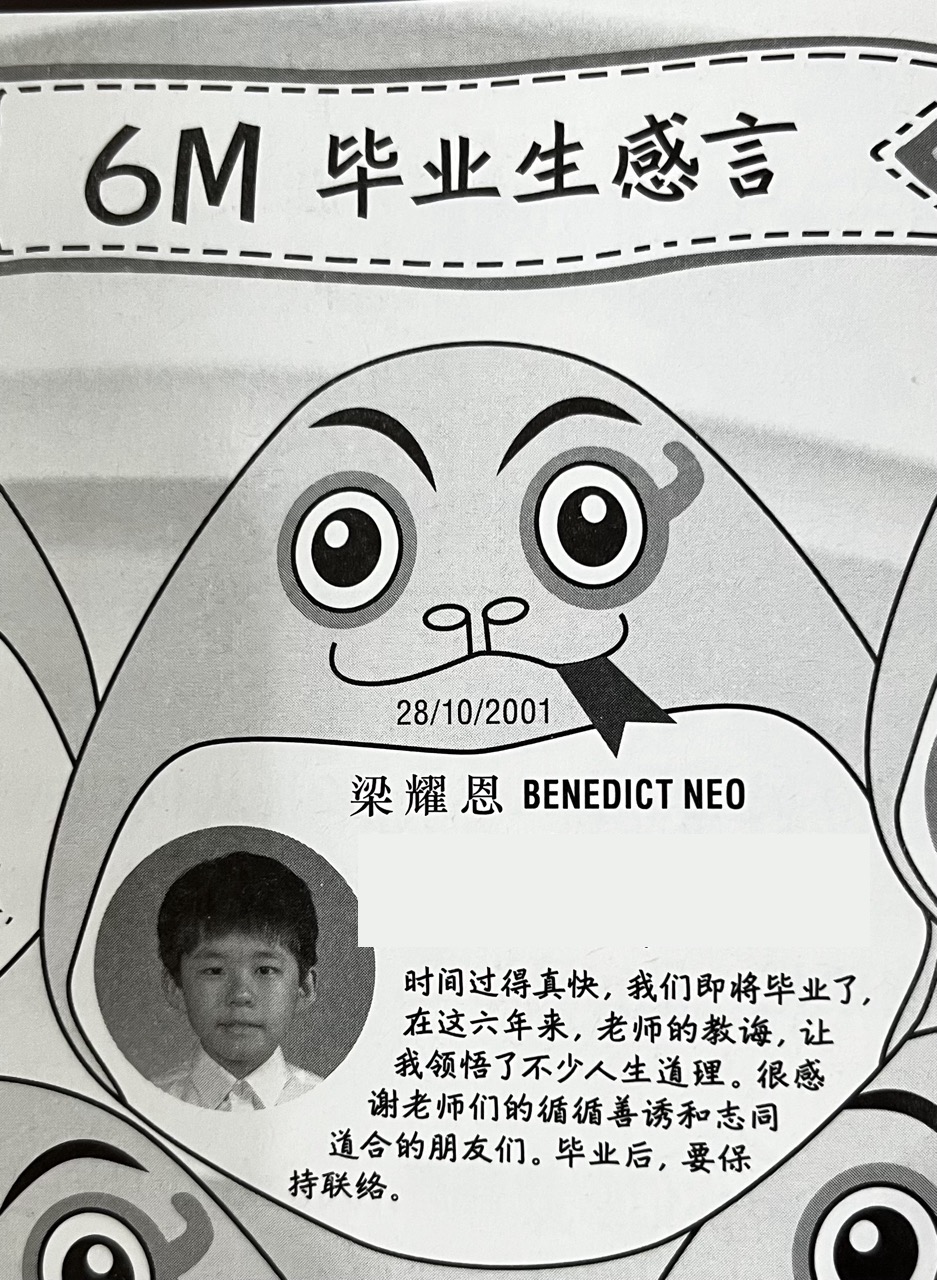 6M 毕业生感言
28/10/2001
梁耀恩 BENEDICT NEO
时间过得真快，我们即将毕业了，
在这六年来，老师的教诲，让
我领悟了不少人生道理。很感
谢老师们的循循善诱和志同
道合的朋友们。毕业后，要保
持联络。